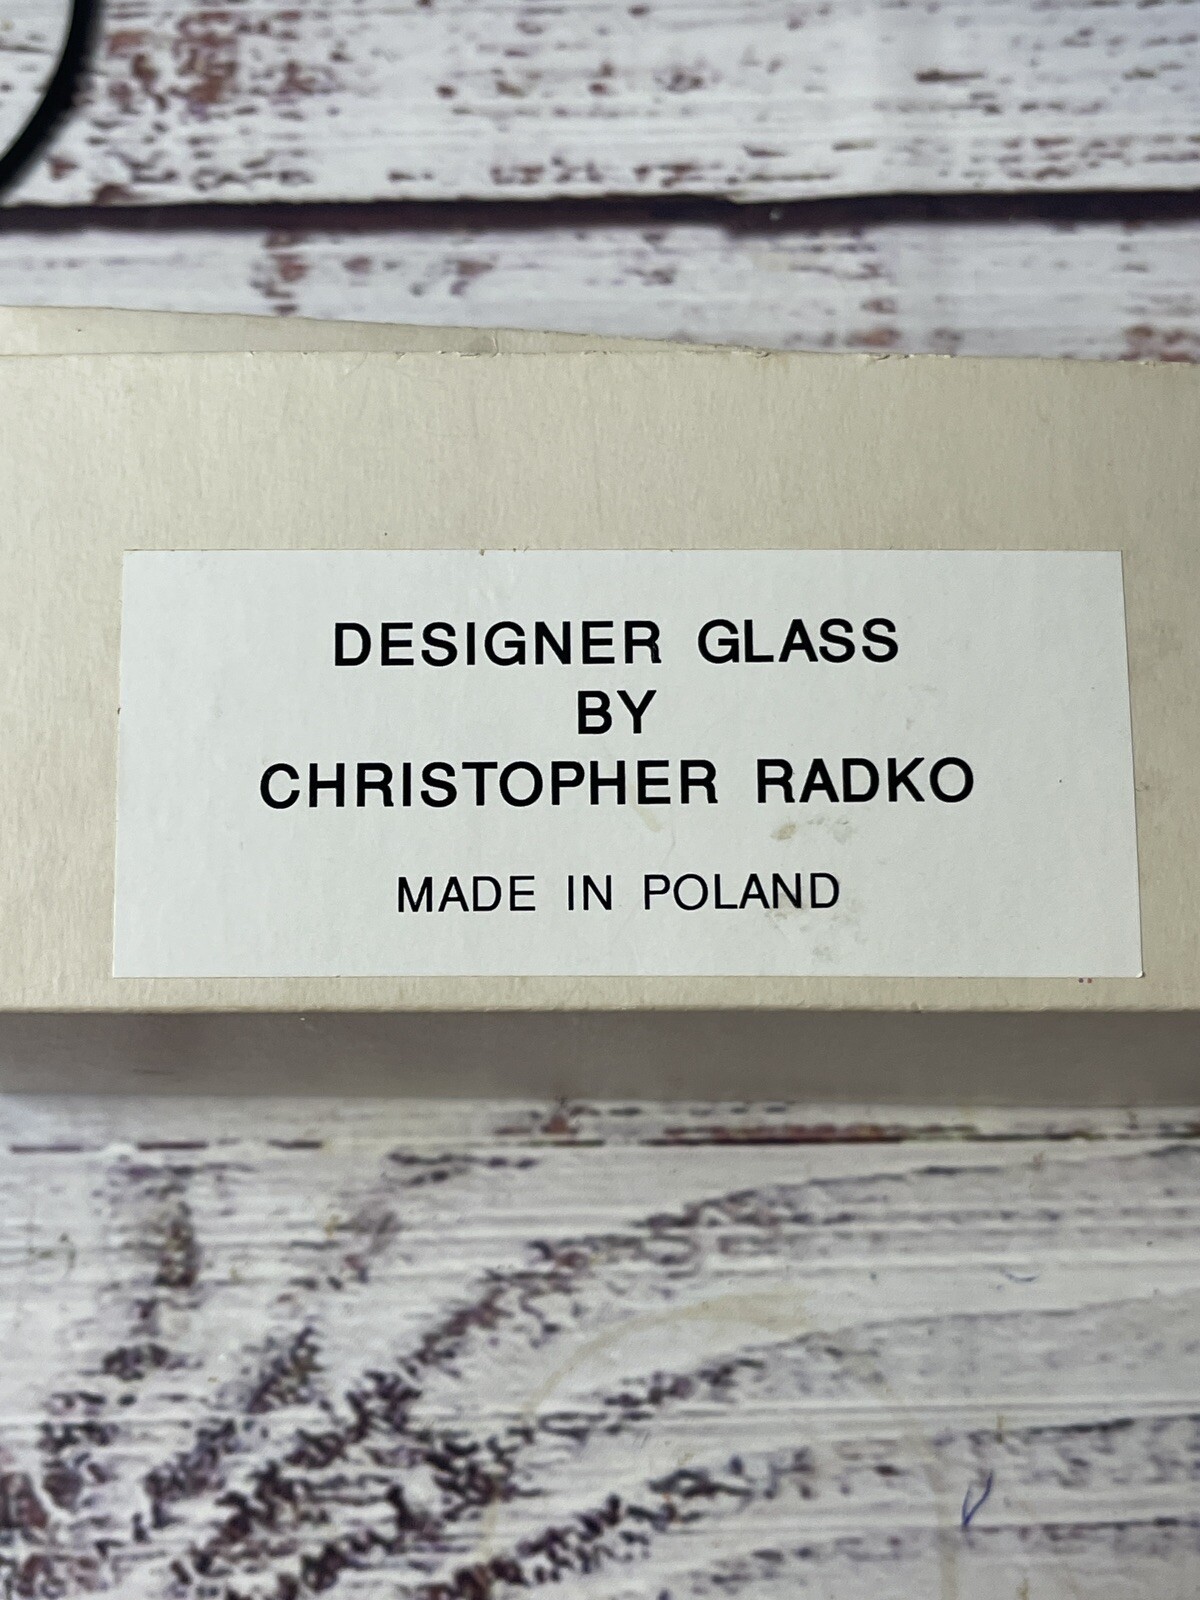 DESIGNER GLASS
BY
CHRISTOPHER RADKO
MADE IN POLAND